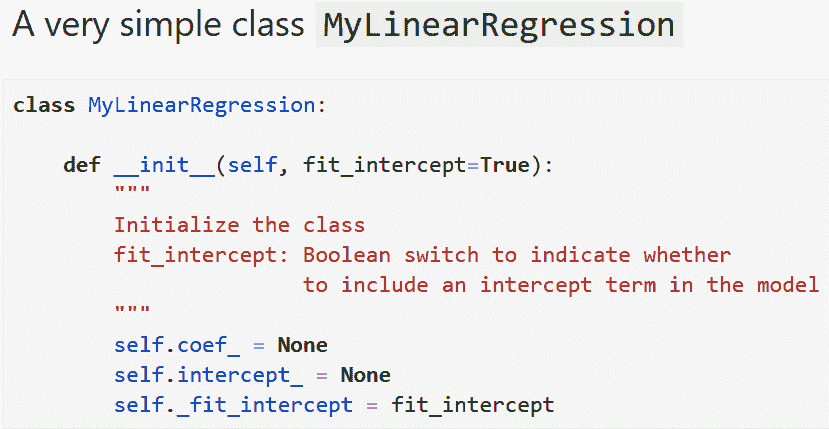 A very simple class MyLinearRegression
class MyLinearRegression:
    def __init__(self, fit_intercept=True):
        """
        Initialize the class
        fit_intercept: Boolean switch to indicate whether
                       to include an intercept term in the model
        """
        self.coef_ = None
        self.intercept_ = None
        self._fit_intercept = fit_intercept